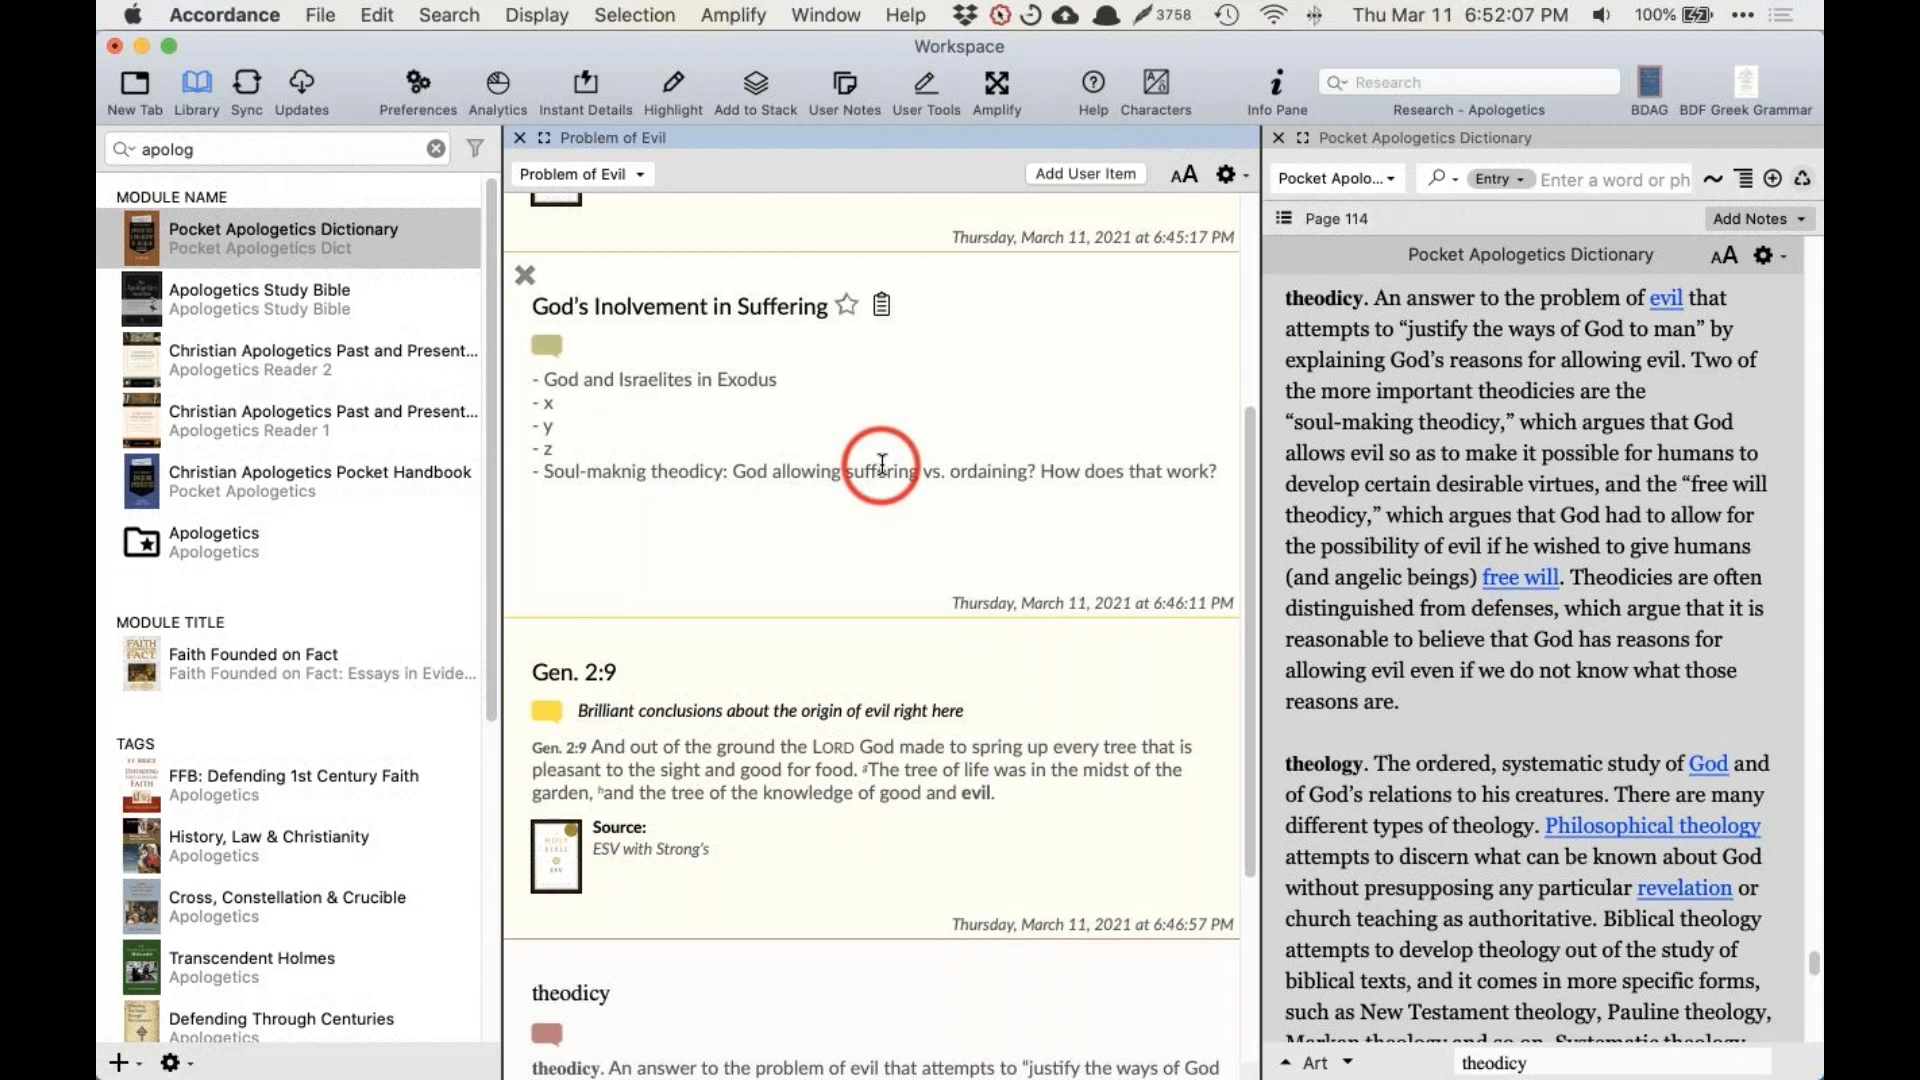 Accordance File Edit Search Display Selection Amplify Window Help 3758 Thu Mar 11 6:52:07 PM 100%
Workspace
New Tab Library Sync Updates Preferences Analytics Instant Details Highlight Add to Stack User Notes User Tools Amplify Help Characters Info Pane Research Research - Apologetics BDAG BDF Greek Grammar
apolog
MODULE NAME
Pocket Apologetics Dictionary
Pocket Apologetics Dict
Apologetics Study Bible
Apologetics Study Bible
Christian Apologetics Past and Present...
Apologetics Reader 2
Christian Apologetics Past and Present...
Apologetics Reader 1
Christian Apologetics Pocket Handbook
Pocket Apologetics
Apologetics
Apologetics
MODULE TITLE
Faith Founded on Fact
Faith Founded on Fact: Essays in Evide...
TAGS
FFB: Defending 1st Century Faith
Apologetics
History, Law & Christianity
Apologetics
Cross, Constellation & Crucible
Apologetics
Transcendent Holmes
Apologetics
Defending Through Centuries
Apologetics
Problem of Evil
Problem of Evil Add User Item AA
Thursday, March 11, 2021 at 6:45:17 PM
God's Inolvement in Suffering
- God and Israelites in Exodus
- x
- y
- z
- Soul-maknig theodicy: God allowing suffering vs. ordaining? How does that work?
Thursday, March 11, 2021 at 6:46:11 PM
Gen. 2:9
Brilliant conclusions about the origin of evil right here
Gen. 2:9 And out of the ground the LORD God made to spring up every tree that is
pleasant to the sight and good for food. gThe tree of life was in the midst of the
garden, hand the tree of the knowledge of good and evil.
Source:
ESV with Strong's
Thursday, March 11, 2021 at 6:46:57 PM
theodicy
theodicy. An answer to the problem of evil that attempts to “justify the ways of God
Pocket Apologetics Dictionary
Pocket Apolo... Entry Enter a word or ph
Page 114 Add Notes
Pocket Apologetics Dictionary AA
theodicy. An answer to the problem of evil that
attempts to “justify the ways of God to man” by
explaining God’s reasons for allowing evil. Two of
the more important theodicies are the
“soul-making theodicy,” which argues that God
allows evil so as to make it possible for humans to
develop certain desirable virtues, and the “free will
theodicy,” which argues that God had to allow for
the possibility of evil if he wished to give humans
(and angelic beings) free will. Theodicies are often
distinguished from defenses, which argue that it is
reasonable to believe that God has reasons for
allowing evil even if we do not know what those
reasons are.
theology. The ordered, systematic study of God and
of God’s relations to his creatures. There are many
different types of theology. Philosophical theology
attempts to discern what can be known about God
without presupposing any particular revelation or
church teaching as authoritative. Biblical theology
attempts to develop theology out of the study of
biblical texts, and it comes in more specific forms,
such as New Testament theology, Pauline theology,
Markan theology and so on. Systematic theology
Art theodicy